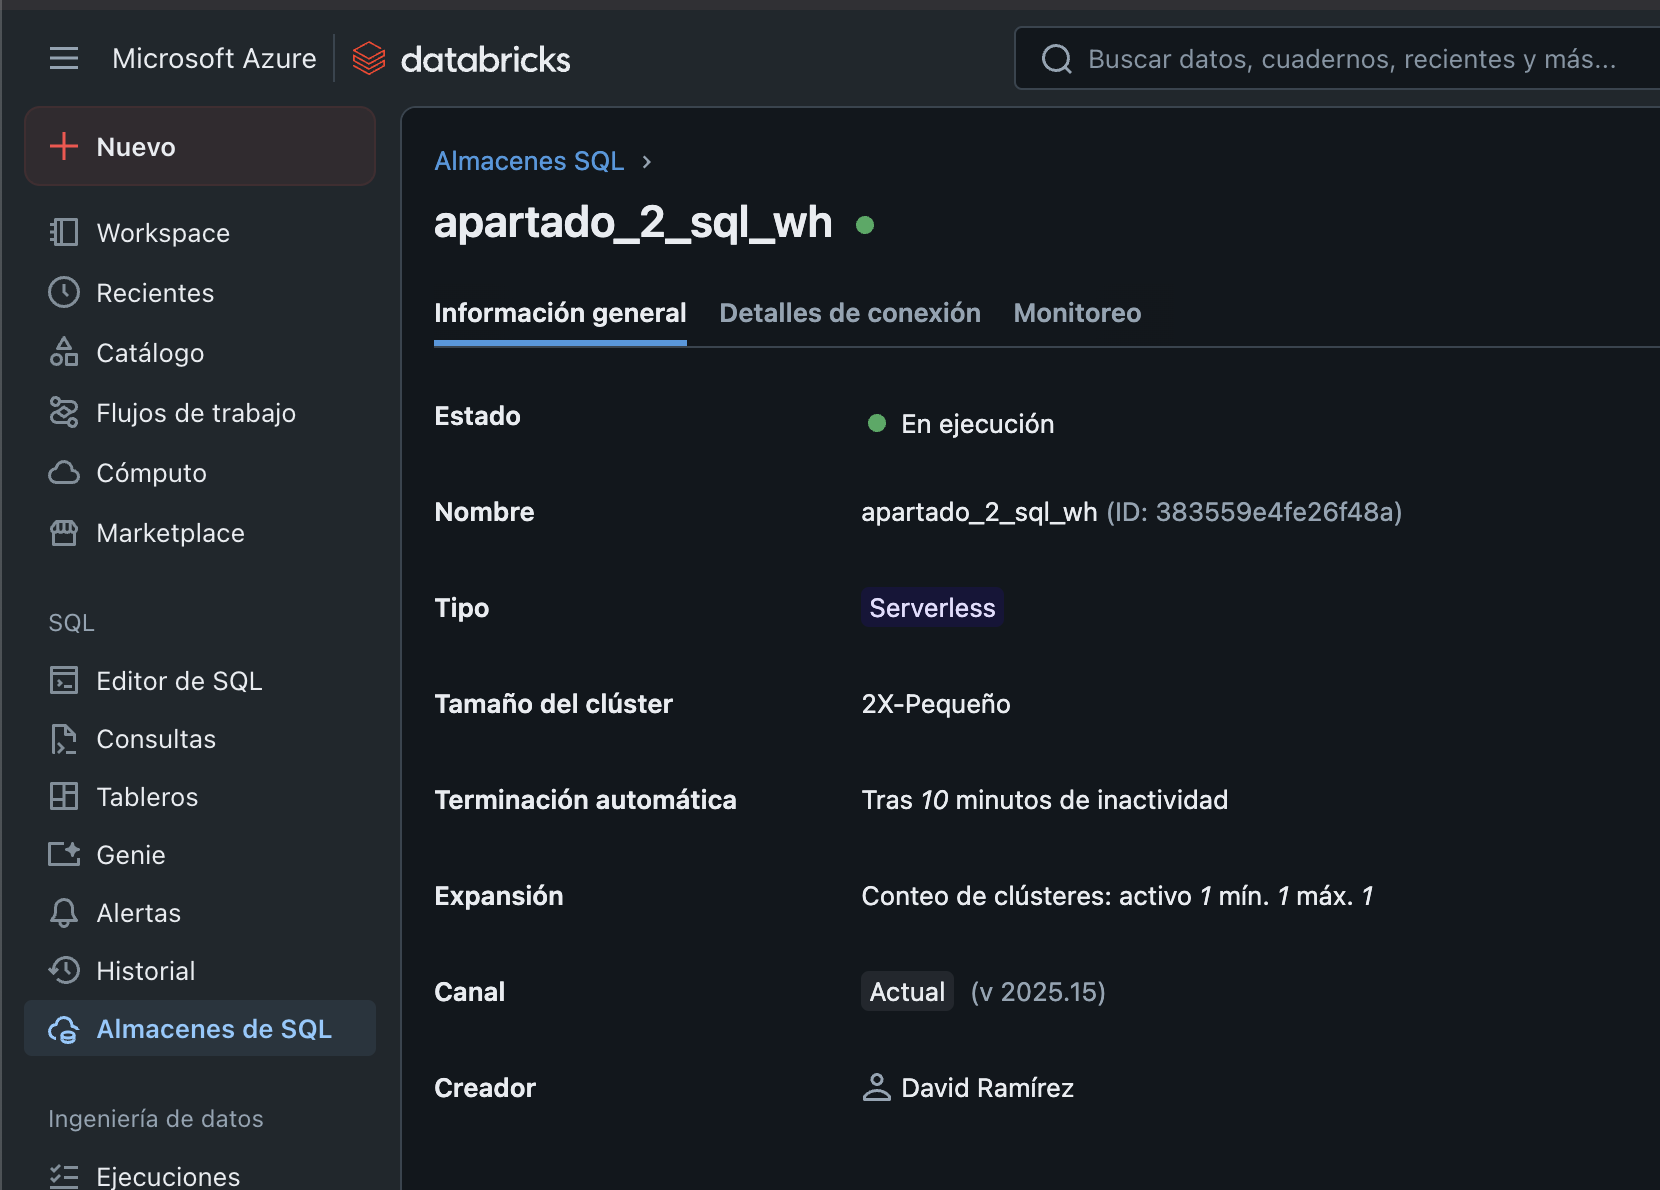 Microsoft Azure
databricks
Buscar datos, cuadernos, recientes y más...
Nuevo
Workspace
Recientes
Catálogo
Flujos de trabajo
Cómputo
Marketplace
SQL
Editor de SQL
Consultas
Tableros
Genie
Alertas
Historial
Almacenes de SQL
Ingeniería de datos
Ejecuciones
Almacenes SQL ›
apartado_2_sql_wh
Información general Detalles de conexión Monitoreo
Estado En ejecución
Nombre apartado_2_sql_wh (ID: 383559e4fe26f48a)
Tipo Serverless
Tamaño del clúster 2X-Pequeño
Terminación automática Tras 10 minutos de inactividad
Expansión Conteo de clústeres: activo 1 mín. 1 máx. 1
Canal Actual (v 2025.15)
Creador David Ramírez